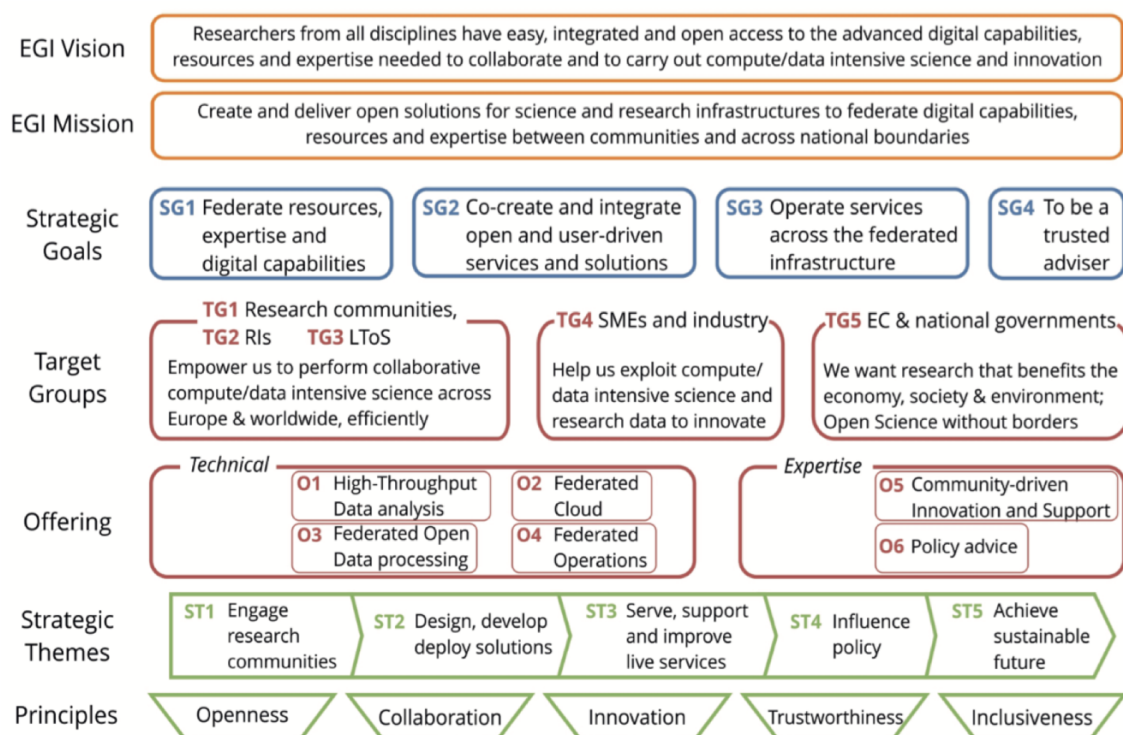 EGI Vision
Researchers from all disciplines have easy, integrated and open access to the advanced digital capabilities,
resources and expertise needed to collaborate and to carry out compute/data intensive science and innovation
EGI Mission
Create and deliver open solutions for science and research infrastructures to federate digital capabilities,
resources and expertise between communities and across national boundaries
Strategic
Goals
SG1 Federate resources,
expertise and
digital capabilities
SG2 Co-create and integrate
open and user-driven
services and solutions
SG3 Operate services
across the federated
infrastructure
SG4 To be a
trusted
adviser
Target
Groups
TG1 Research communities,
TG2 RIs TG3 LToS
Empower us to perform collaborative
compute/data intensive science across
Europe & worldwide, efficiently
TG4 SMEs and industry
Help us exploit compute/
data intensive science and
research data to innovate
TG5 EC & national governments
We want research that benefits the
economy, society & environment;
Open Science without borders
Offering
Technical
O1 High-Throughput
Data analysis
O2 Federated
Cloud
O3 Federated Open
Data processing
O4 Federated
Operations
Expertise
O5 Community-driven
Innovation and Support
O6 Policy advice
Strategic
Themes
ST1 Engage
research
communities
ST2 Design, develop
deploy solutions
ST3 Serve, support
and improve
live services
ST4 Influence
policy
ST5 Achieve
sustainable
future
Principles
Openness
Collaboration
Innovation
Trustworthiness
Inclusiveness